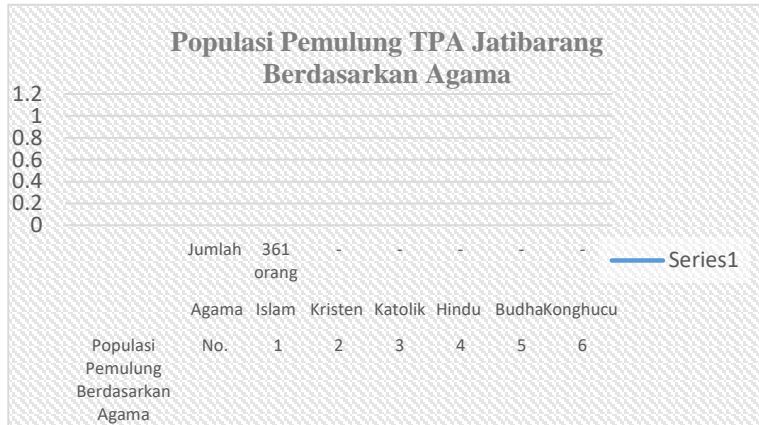 Populasi Pemulung TPA Jatibarang
Berdasarkan Agama
1.2
1
0.8
0.6
0.4
0.2
0
Jumlah 361 - - - - -
orang
Series1
Agama Islam Kristen Katolik Hindu Budha Konghucu
Populasi No. 1 2 3 4 5 6
Pemulung
Berdasarkan
Agama